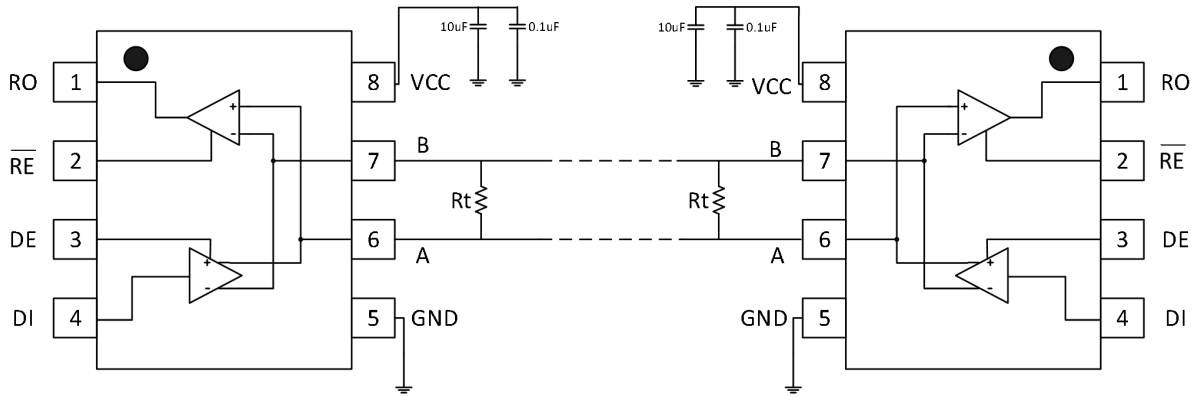 10uF 0.1uF 10uF 0.1uF
RO 1 8 VCC VCC 8 1 RO
+ +
- -
B B
RE 2 7 7 2 RE
Rt Rt
DE 3 6 6 3 DE
A A
+ +
- -
DI 4 5 GND GND 5 4 DI